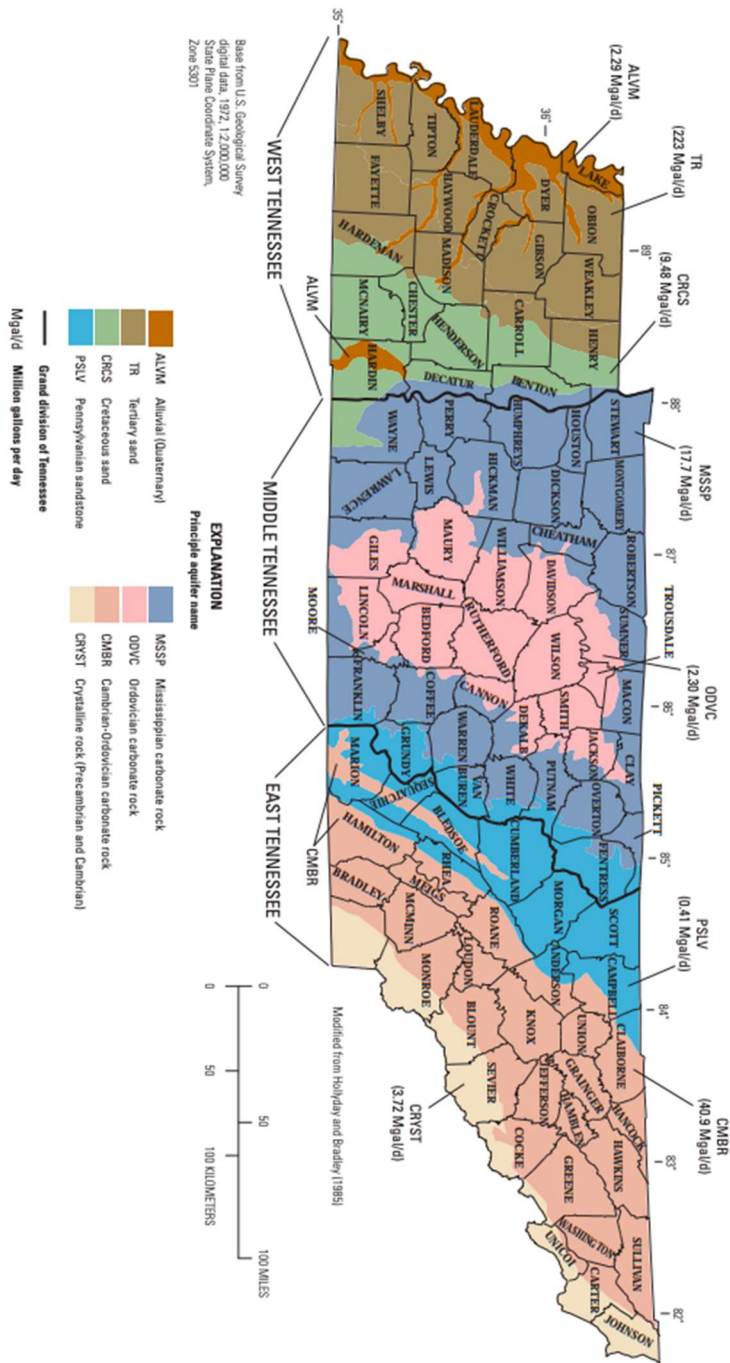 ALVM
(2.29 Mgal/d)
TR
(223 Mgal/d)
CRCS
(9.48 Mgal/d)
MSSP
(17.7 Mgal/d)
ODVC
(2.30 Mgal/d)
PSLV
(0.41 Mgal/d)
CMBR
(40.9 Mgal/d)
89°
88°
87°
86°
85°
84°
83°
82°
36°
35°
TROUSDALE
PICKETT
LAKE
OBION
WEAKLEY
HENRY
STEWART
MONTGOMERY
ROBERTSON
SUMNER
MACON
CLAY
SCOTT
CAMPBELL
CLAIBORNE
HANCOCK
HAWKINS
SULLIVAN
JOHNSON
DYER
GIBSON
CARROLL
BENTON
HOUSTON
HUMPHREYS
DICKSON
CHEATHAM
DAVIDSON
WILSON
SMITH
JACKSON
OVERTON
FENTRESS
MORGAN
ANDERSON
UNION
GRAINGER
HAMBLEN
GREENE
WASHINGTON
CARTER
UNICOI
LAUDERDALE
CROCKETT
HAYWOOD
MADISON
HENDERSON
DECATUR
PERRY
HICKMAN
WILLIAMSON
RUTHERFORD
CANNON
DEKALB
PUTNAM
WHITE
CUMBERLAND
ROANE
KNOX
JEFFERSON
COCKE
TIPTON
CHESTER
LEWIS
MAURY
MARSHALL
BEDFORD
COFFEE
WARREN
VAN
BUREN
BLEDSOE
RHEA
MEIGS
LOUDON
BLOUNT
SEVIER
SHELBY
FAYETTE
HARDEMAN
MCNAIRY
HARDIN
WAYNE
LAWRENCE
GILES
LINCOLN
FRANKLIN
GRUNDY
MARION
SEQUATCHIE
HAMILTON
BRADLEY
MCMINN
MONROE
ALVM
MOORE
CMBR
CRYST
(3.72 Mgal/d)
WEST TENNESSEE
MIDDLE TENNESSEE
EAST TENNESSEE
Base from U.S. Geological Survey
digital data, 1972, 1:2,000,000
State Plane Coordinate System,
Zone 5301
Modified from Hollyday and Bradley (1985)
0 50 100 MILES
0 50 100 KILOMETERS
EXPLANATION
Principle aquifer name
ALVM Alluvial (Quaternary)
TR Tertiary sand
CRCS Cretaceous sand
PSLV Pennsylvanian sandstone
MSSP Mississippian carbonate rock
ODVC Ordovician carbonate rock
CMBR Cambrian-Ordovician carbonate rock
CRYST Crystalline rock (Precambrian and Cambrian)
Grand division of Tennessee
Mgal/d Million gallons per day